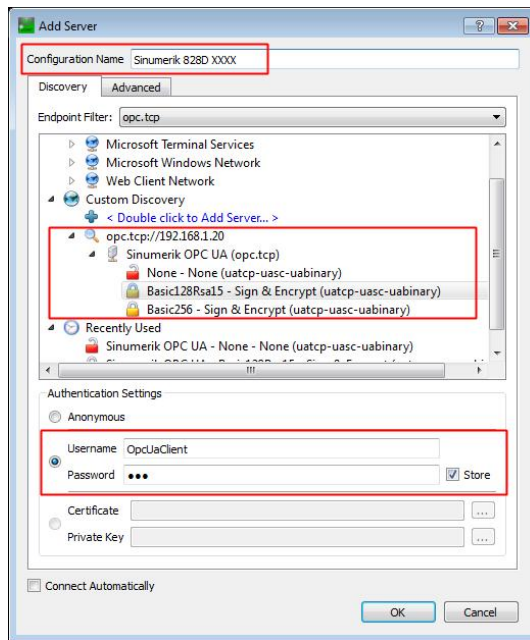 Add Server
Configuration Name Sinumerik 828D XXXX
Discovery Advanced
Endpoint Filter: opc.tcp
Microsoft Terminal Services
Microsoft Windows Network
Web Client Network
Custom Discovery
< Double click to Add Server... >
opc.tcp://192.168.1.20
Sinumerik OPC UA (opc.tcp)
None - None (uatcp-uasc-uabinary)
Basic128Rsa15 - Sign & Encrypt (uatcp-uasc-uabinary)
Basic256 - Sign & Encrypt (uatcp-uasc-uabinary)
Recently Used
Sinumerik OPC UA - None - None (uatcp-uasc-uabinary)
Authentication Settings
Anonymous
Username OpcUaClient
Password ●●● Store
Certificate ...
Private Key ...
Connect Automatically
OK Cancel